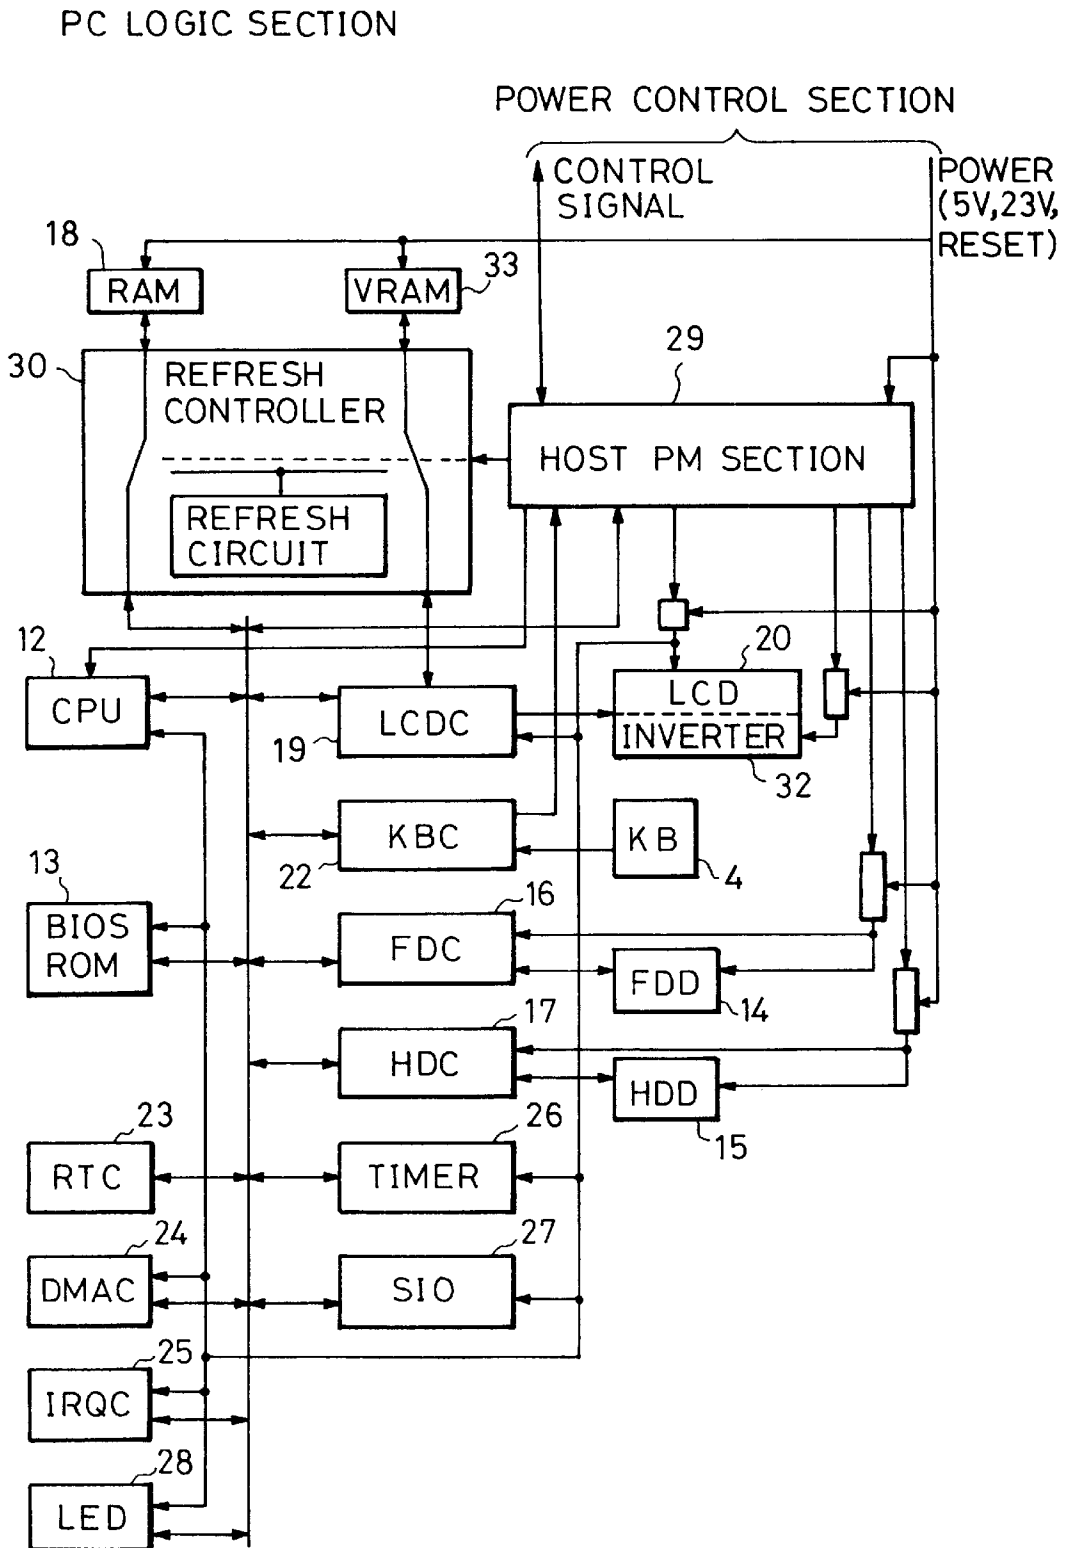 PC LOGIC SECTION
POWER CONTROL SECTION
CONTROL
SIGNAL
POWER
(5V,23V,
RESET)
18
RAM
VRAM
33
30
REFRESH
CONTROLLER
29
HOST PM SECTION
REFRESH
CIRCUIT
12
CPU
LCDC
19
20
LCD
INVERTER
32
KBC
22
KB
4
13
BIOS
ROM
16
FDC
FDD
14
17
HDC
HDD
15
23
RTC
26
TIMER
24
DMAC
27
SIO
25
IRQC
28
LED